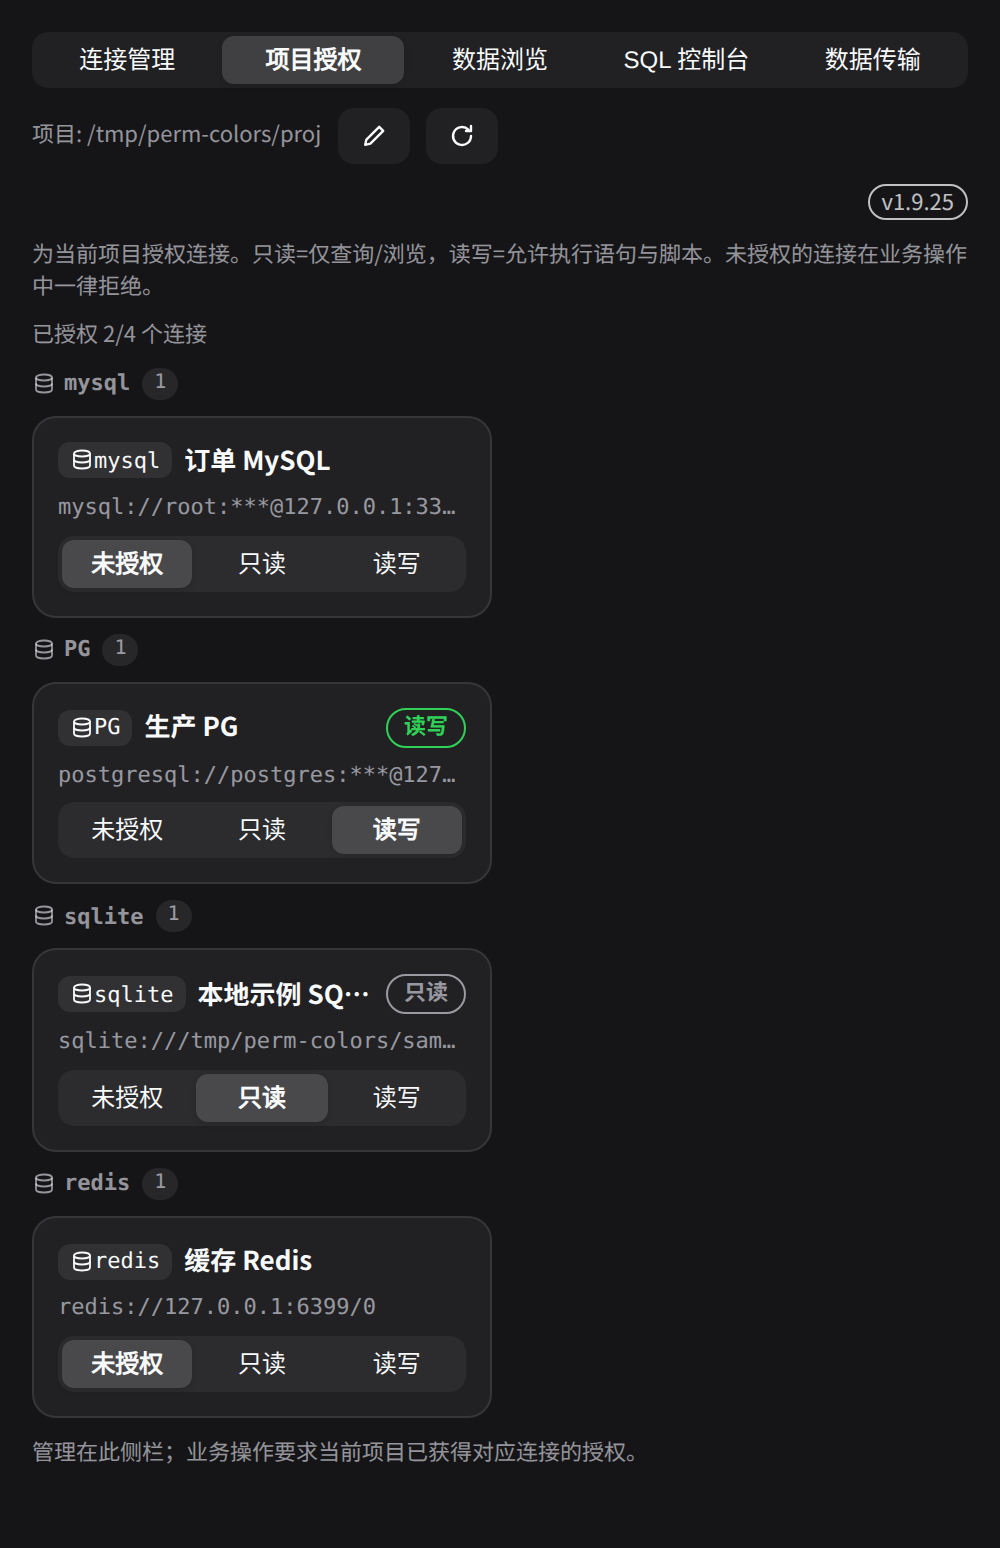 连接管理 项目授权 数据浏览 SQL 控制台 数据传输
项目: /tmp/perm-colors/proj
v1.9.25
为当前项目授权连接。只读=仅查询/浏览，读写=允许执行语句与脚本。未授权的连接在业务操作
中一律拒绝。
已授权 2/4 个连接
mysql 1
mysql 订单 MySQL
mysql://root:***@127.0.0.1:33…
未授权 只读 读写
PG 1
PG 生产 PG 读写
postgresql://postgres:***@127…
未授权 只读 读写
sqlite 1
sqlite 本地示例 SQ… 只读
sqlite:///tmp/perm-colors/sam…
未授权 只读 读写
redis 1
redis 缓存 Redis
redis://127.0.0.1:6399/0
未授权 只读 读写
管理在此侧栏；业务操作要求当前项目已获得对应连接的授权。